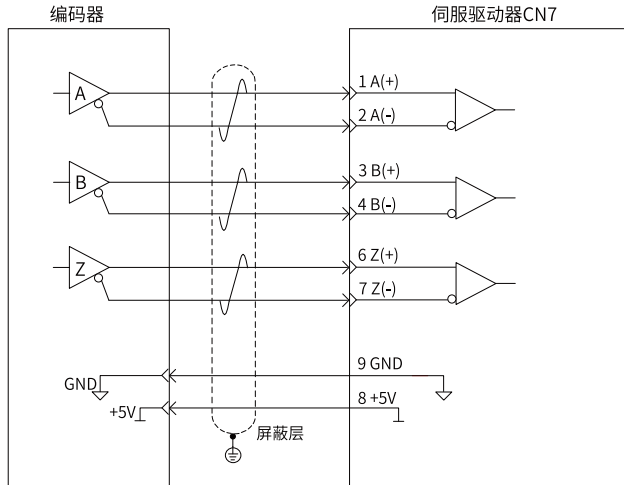 编码器
伺服驱动器CN7
A
1 A(+)
2 A(-)
B
3 B(+)
4 B(-)
Z
6 Z(+)
7 Z(-)
9 GND
GND
8 +5V
+5V
屏蔽层